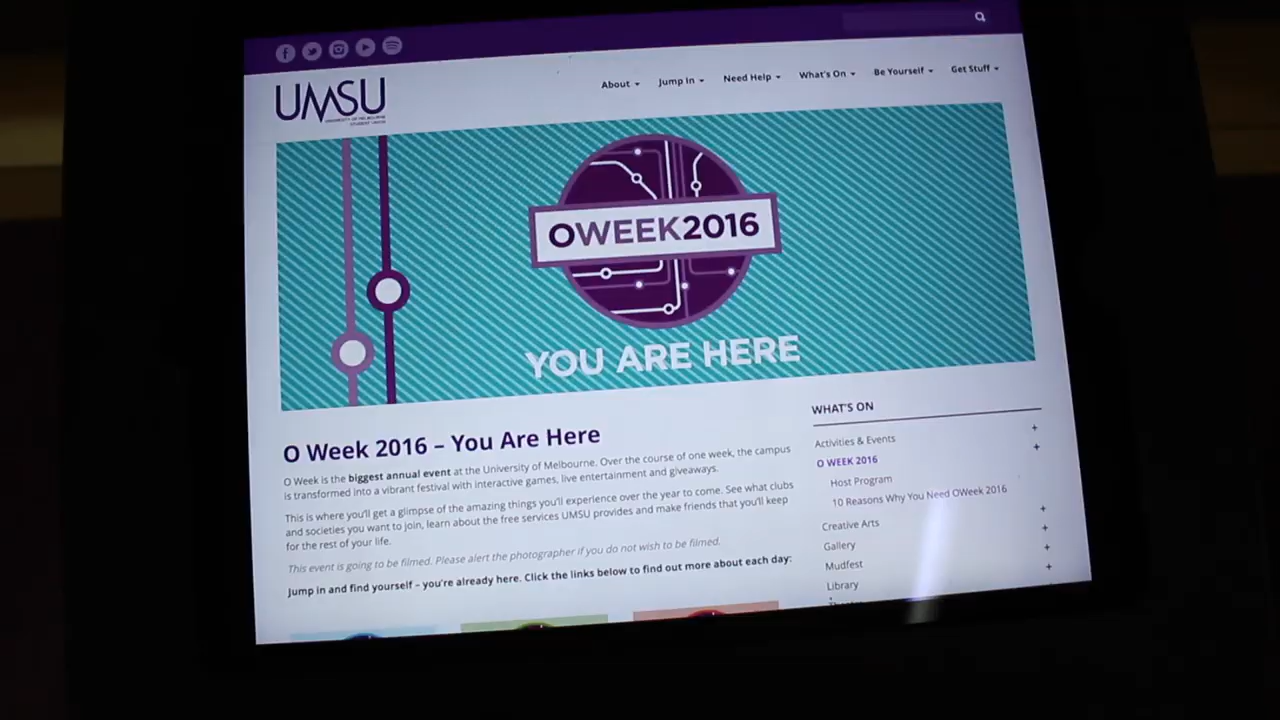 UMSU
UNIVERSITY OF MELBOURNE
STUDENT UNION
About
Jump In
Need Help
What's On
Be Yourself
Get Stuff
OWEEK2016
YOU ARE HERE
O Week 2016 – You Are Here
O Week is the biggest annual event at the University of Melbourne. Over the course of one week, the campus
is transformed into a vibrant festival with interactive games, live entertainment and giveaways.
This is where you'll get a glimpse of the amazing things you'll experience over the year to come. See what clubs
and societies you want to join, learn about the free services UMSU provides and make friends that you'll keep
for the rest of your life.
This event is going to be filmed. Please alert the photographer if you do not wish to be filmed.
Jump in and find yourself – you're already here. Click the links below to find out more about each day:
WHAT'S ON
Activities & Events +
O WEEK 2016 +
Host Program
10 Reasons Why You Need OWeek 2016
Creative Arts +
Gallery +
Mudfest +
Library +